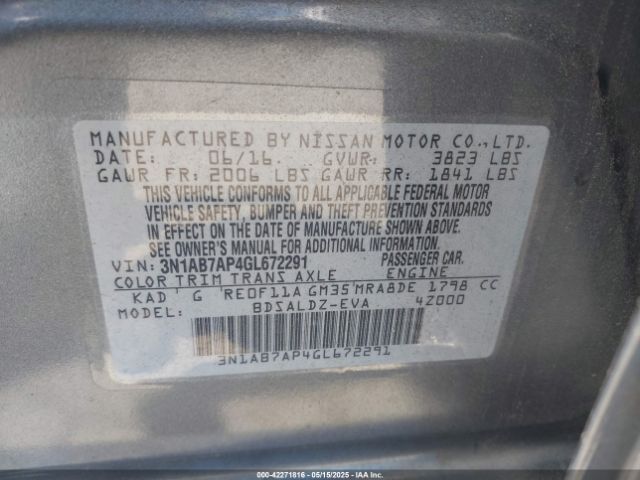 MANUFACTURED BY NISSAN MOTOR CO.,LTD.
DATE: 06/16 GVWR: 3823 LBS
GAWR FR: 2006 LBS GAWR RR: 1841 LBS
THIS VEHICLE CONFORMS TO ALL APPLICABLE FEDERAL MOTOR
VEHICLE SAFETY, BUMPER AND THEFT PREVENTION STANDARDS
IN EFFECT ON THE DATE OF MANUFACTURE SHOWN ABOVE.
SEE OWNER'S MANUAL FOR ADDITIONAL INFORMATION
VIN: 3N1AB7AP4GL672291 PASSENGER CAR.
COLOR TRIM TRANS AXLE ENGINE
KAD G RE0F11A GM35 MRA8DE 1798 CC
MODEL: BDSALDZ-EVA 4Z000
3N1AB7AP4GL672291
000-42271816 05/15/2025 IAAI.COM